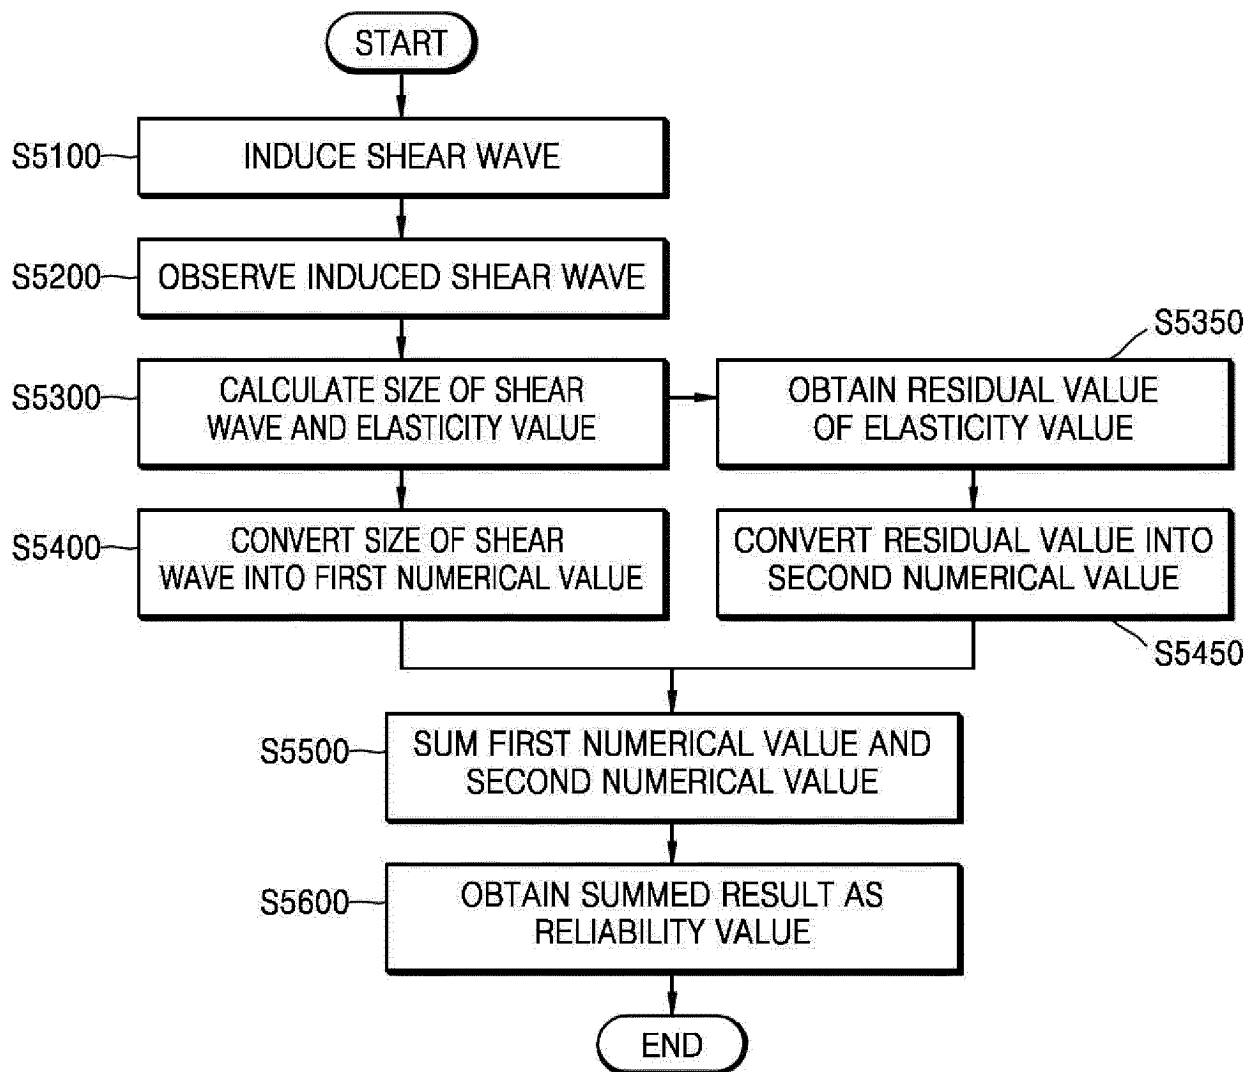 START
S5100
INDUCE SHEAR WAVE
S5200
OBSERVE INDUCED SHEAR WAVE
S5300
CALCULATE SIZE OF SHEAR
WAVE AND ELASTICITY VALUE
S5350
OBTAIN RESIDUAL VALUE
OF ELASTICITY VALUE
S5400
CONVERT SIZE OF SHEAR
WAVE INTO FIRST NUMERICAL VALUE
CONVERT RESIDUAL VALUE INTO
SECOND NUMERICAL VALUE
S5450
S5500
SUM FIRST NUMERICAL VALUE AND
SECOND NUMERICAL VALUE
S5600
OBTAIN SUMMED RESULT AS
RELIABILITY VALUE
END